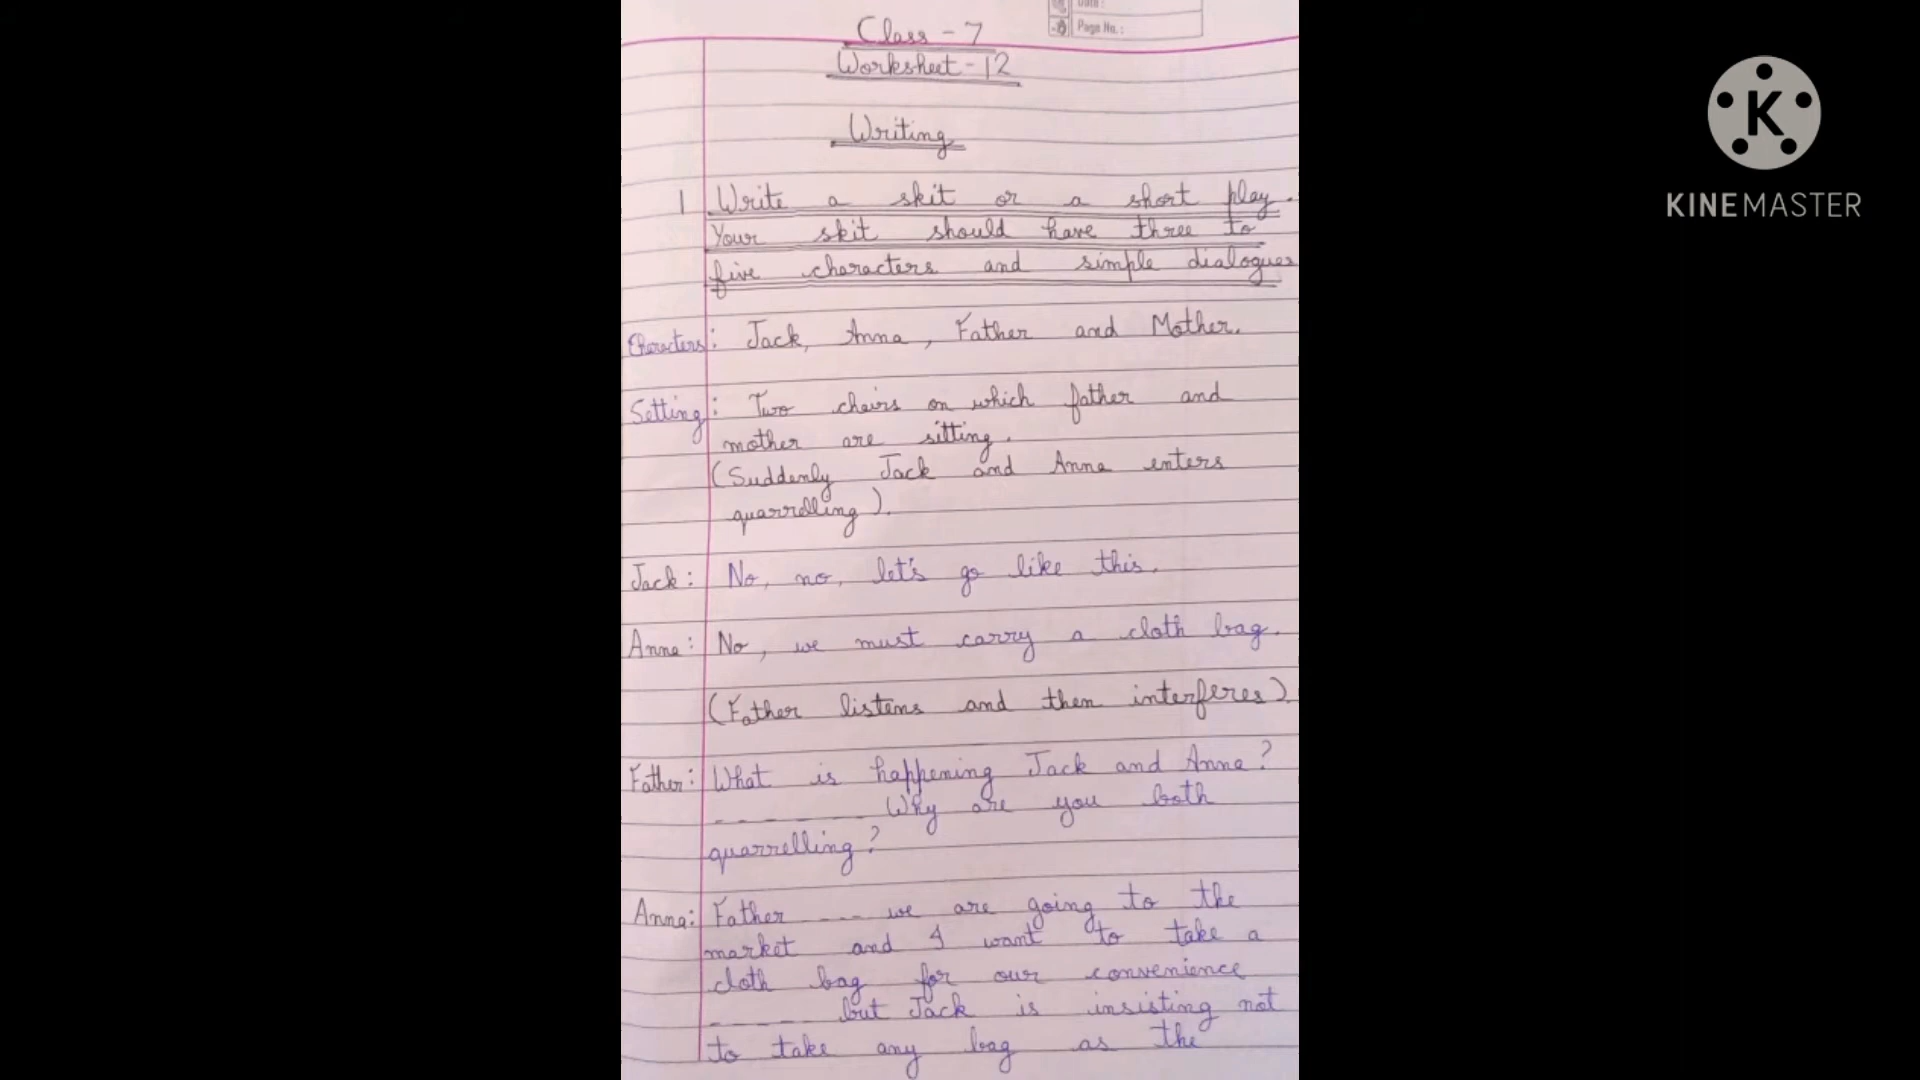 Date:
Page No.:
Class - 7
Worksheet - 12
Writing
1 Write a skit or a short play.
Your skit should have three to
five characters and simple dialogues
Characters: Jack, Anna, Father and Mother.
Setting: Two chairs on which father and
mother are sitting.
(Suddenly Jack and Anna enters
quarrelling).
Jack: No, no, let's go like this.
Anna: No, we must carry a cloth bag.
(Father listens and then interferes).
Father: What is happening Jack and Anna?
_ _ _ _ _ _ _ Why are you both
quarrelling?
Anna: Father _ _ _ we are going to the
market and I want to take a
cloth bag for our convenience
_ _ _ _ _ but Jack is insisting not
to take any bag as the
K
KINEMASTER